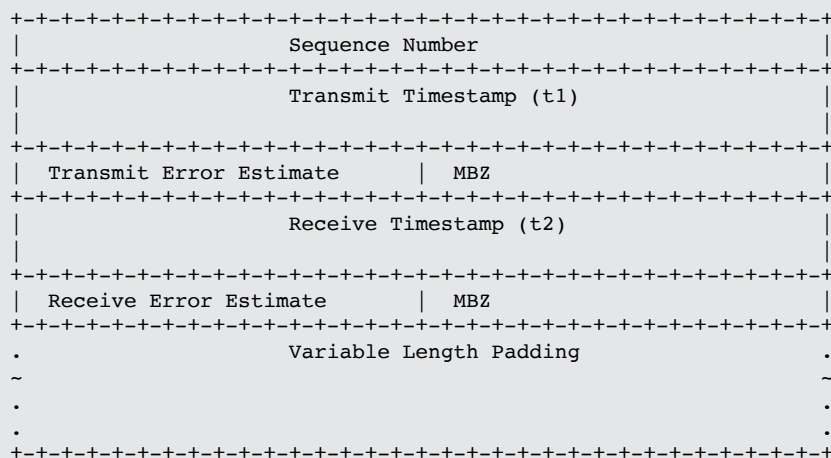 +-+-+-+-+-+-+-+-+-+-+-+-+-+-+-+-+-+-+-+-+-+-+-+-+-+-+-+-+-+-+-+-+
|                     Sequence Number                           |
+-+-+-+-+-+-+-+-+-+-+-+-+-+-+-+-+-+-+-+-+-+-+-+-+-+-+-+-+-+-+-+-+
|                     Transmit Timestamp (t1)                   |
|                                                               |
+-+-+-+-+-+-+-+-+-+-+-+-+-+-+-+-+-+-+-+-+-+-+-+-+-+-+-+-+-+-+-+-+
|  Transmit Error Estimate      |  MBZ                          |
+-+-+-+-+-+-+-+-+-+-+-+-+-+-+-+-+-+-+-+-+-+-+-+-+-+-+-+-+-+-+-+-+
|                     Receive Timestamp (t2)                    |
|                                                               |
+-+-+-+-+-+-+-+-+-+-+-+-+-+-+-+-+-+-+-+-+-+-+-+-+-+-+-+-+-+-+-+-+
|  Receive Error Estimate       |  MBZ                          |
+-+-+-+-+-+-+-+-+-+-+-+-+-+-+-+-+-+-+-+-+-+-+-+-+-+-+-+-+-+-+-+-+
.                     Variable Length Padding                   .
~                                                               ~
.                                                               .
.                                                               .
+-+-+-+-+-+-+-+-+-+-+-+-+-+-+-+-+-+-+-+-+-+-+-+-+-+-+-+-+-+-+-+-+